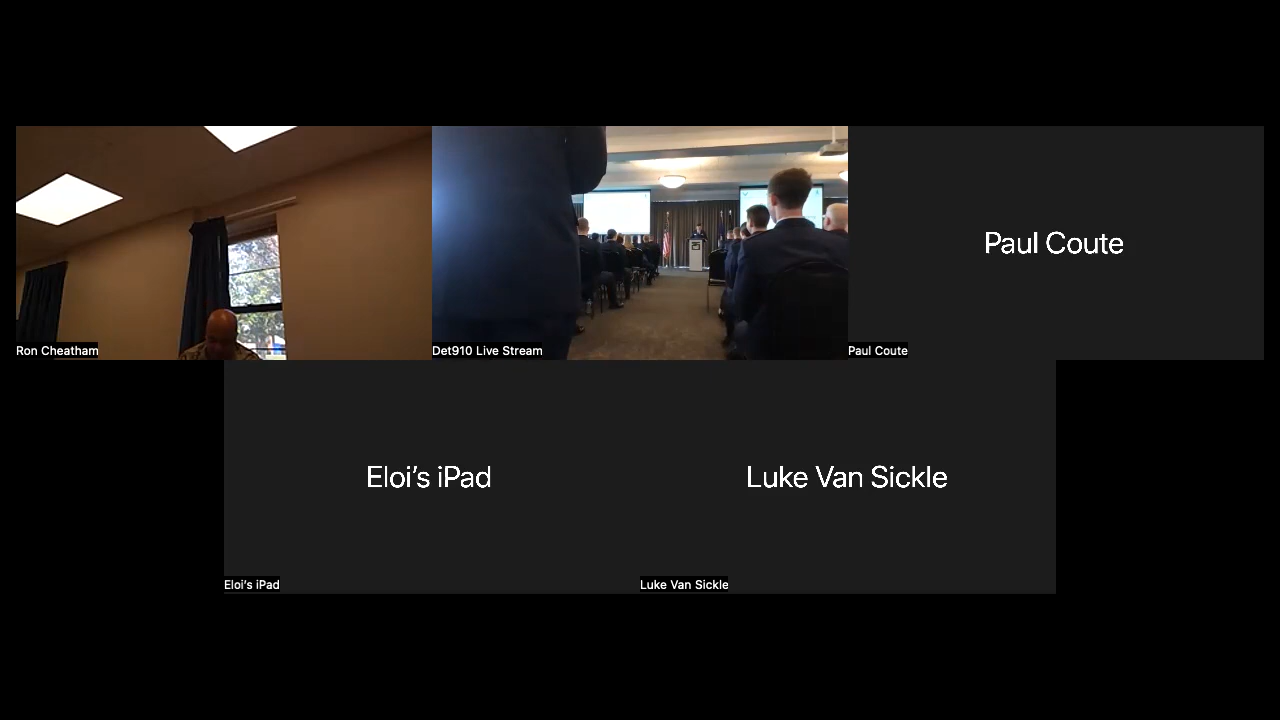 Paul Coute
Ron Cheatham
Det910 Live Stream
Paul Coute
Eloi’s iPad
Luke Van Sickle
Eloi’s iPad
Luke Van Sickle